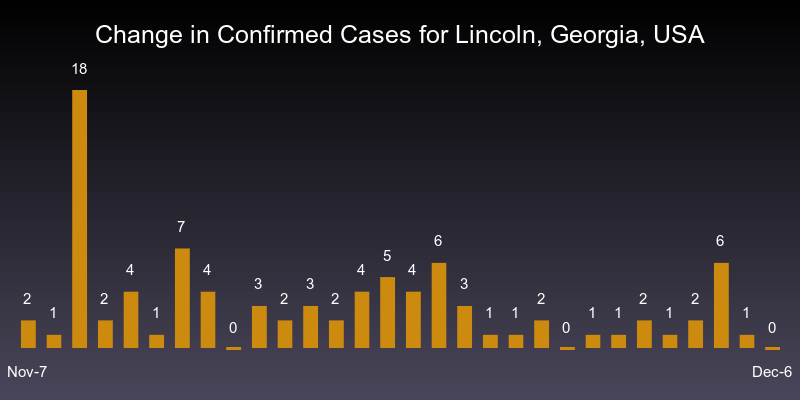 Change in Confirmed Cases for Lincoln, Georgia, USA
18
7
6
6
5
4 4 4 4
3 3 3
2 2 2 2 2 2 2
1 1 1 1 1 1 1 1
0 0 0
Nov-7 Dec-6